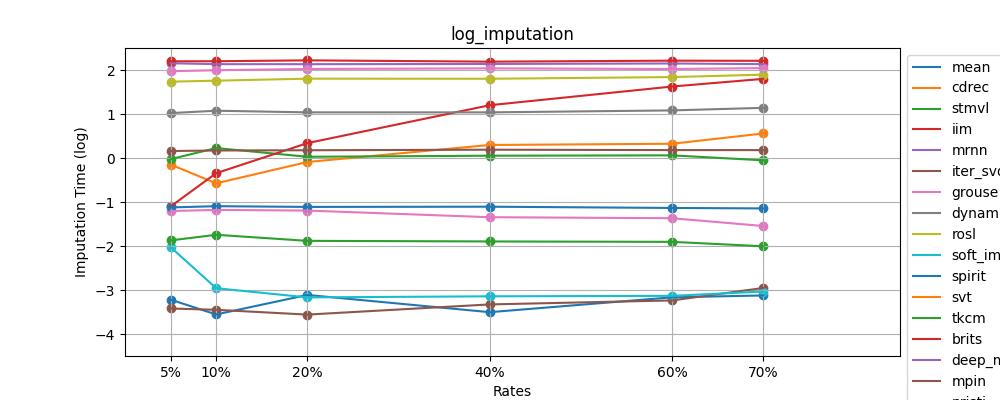 log_imputation
Imputation Time (log)
2
1
0
−1
−2
−3
−4
5% 10% 20% 40% 60% 70%
Rates
mean
cdrec
stmvl
iim
mrnn
iter_svd
grouse
dynam
rosl
soft_im
spirit
svt
tkcm
brits
deep_m
mpin